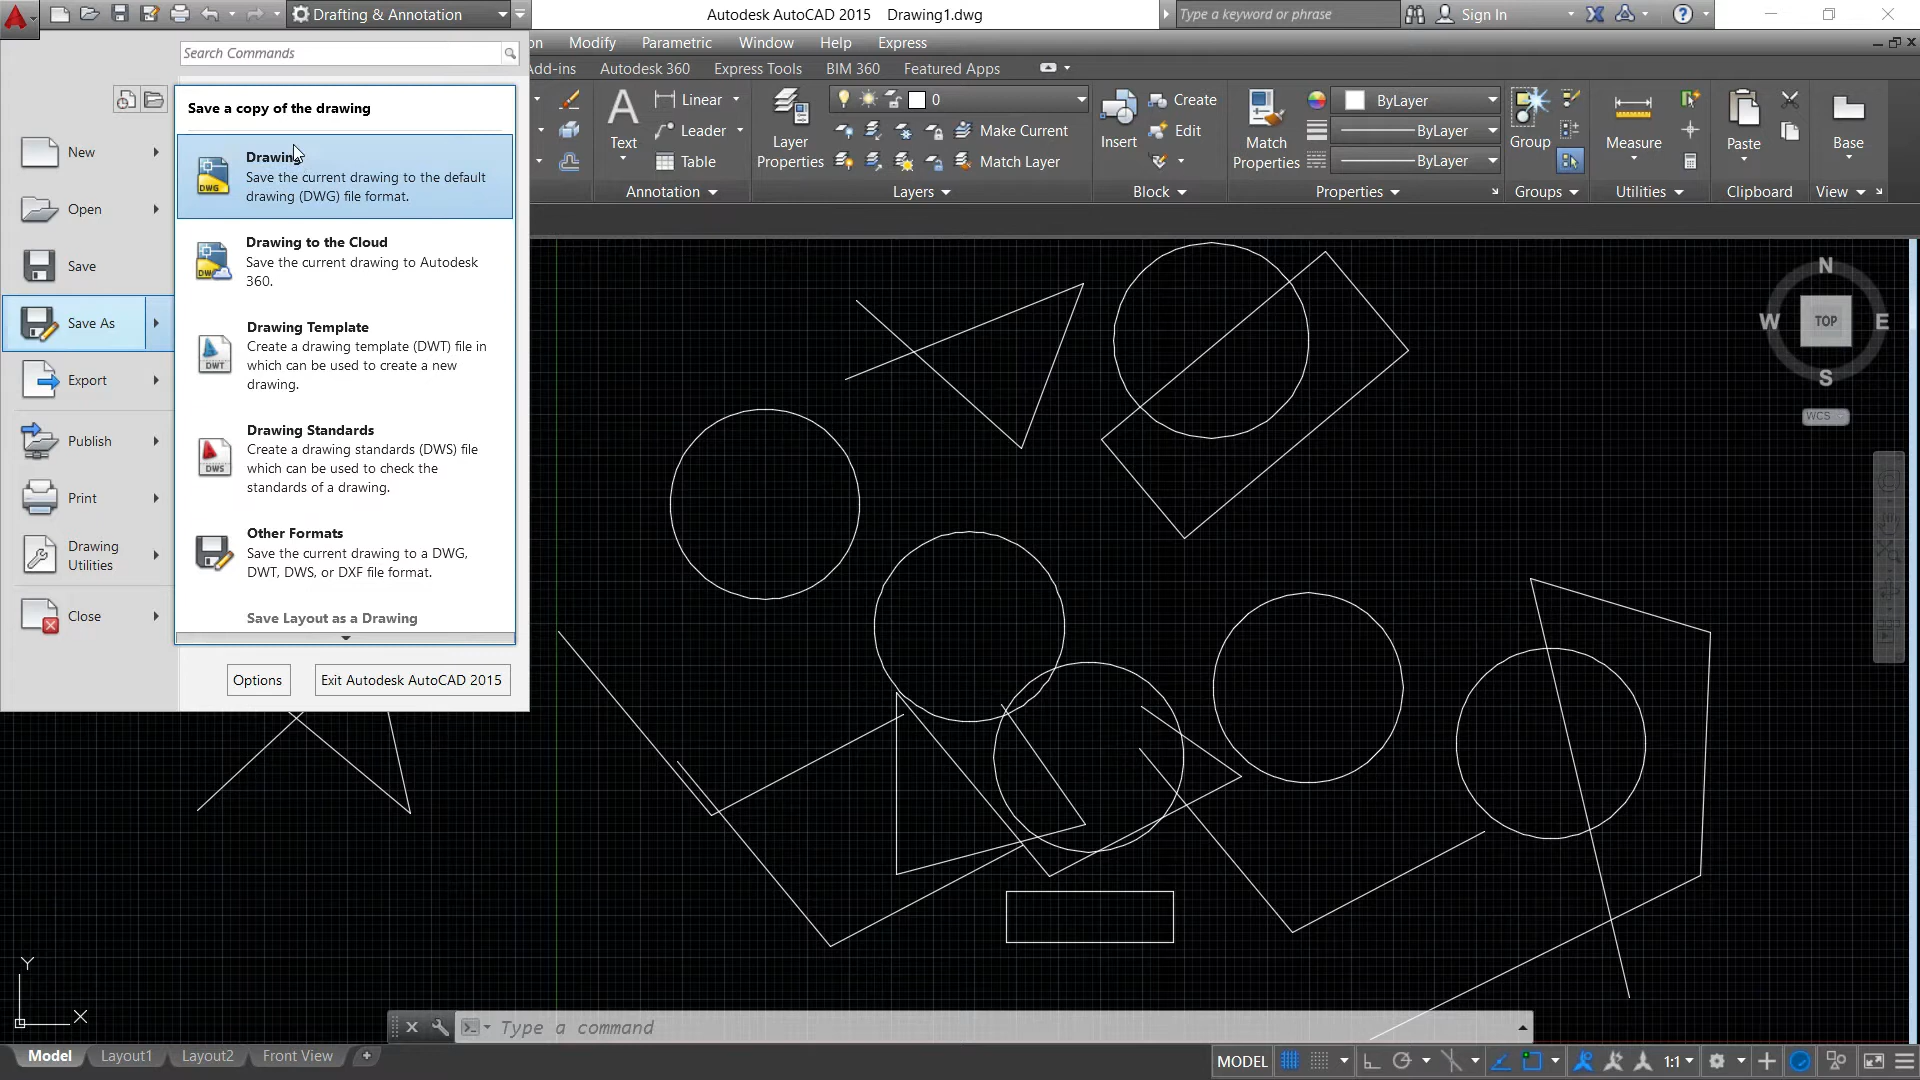 Drafting & Annotation
Autodesk AutoCAD 2015 Drawing1.dwg
Type a keyword or phrase
Sign In
Search Commands
on Modify Parametric Window Help Express
Add-ins Autodesk 360 Express Tools BIM 360 Featured Apps
Save a copy of the drawing
New
Open
Save
Save As
Export
Publish
Print
Drawing
Utilities
Close
Drawing
Save the current drawing to the default
drawing (DWG) file format.
DWG
Drawing to the Cloud
Save the current drawing to Autodesk
360.
Drawing Template
Create a drawing template (DWT) file in
which can be used to create a new
drawing.
DWT
Drawing Standards
Create a drawing standards (DWS) file
which can be used to check the
standards of a drawing.
DWS
Other Formats
Save the current drawing to a DWG,
DWT, DWS, or DXF file format.
Save Layout as a Drawing
Options
Exit Autodesk AutoCAD 2015
Text
Linear
Leader
Table
Annotation
Layer
Properties
0
Make Current
Match Layer
Layers
Insert
Create
Edit
Block
Match
Properties
ByLayer
ByLayer
ByLayer
Properties
Group
Groups
Measure
Utilities
Paste
Clipboard
Base
View
N
W TOP E
S
WCS
Y
X
Type a command
Model Layout1 Layout2 Front View
MODEL 1:1